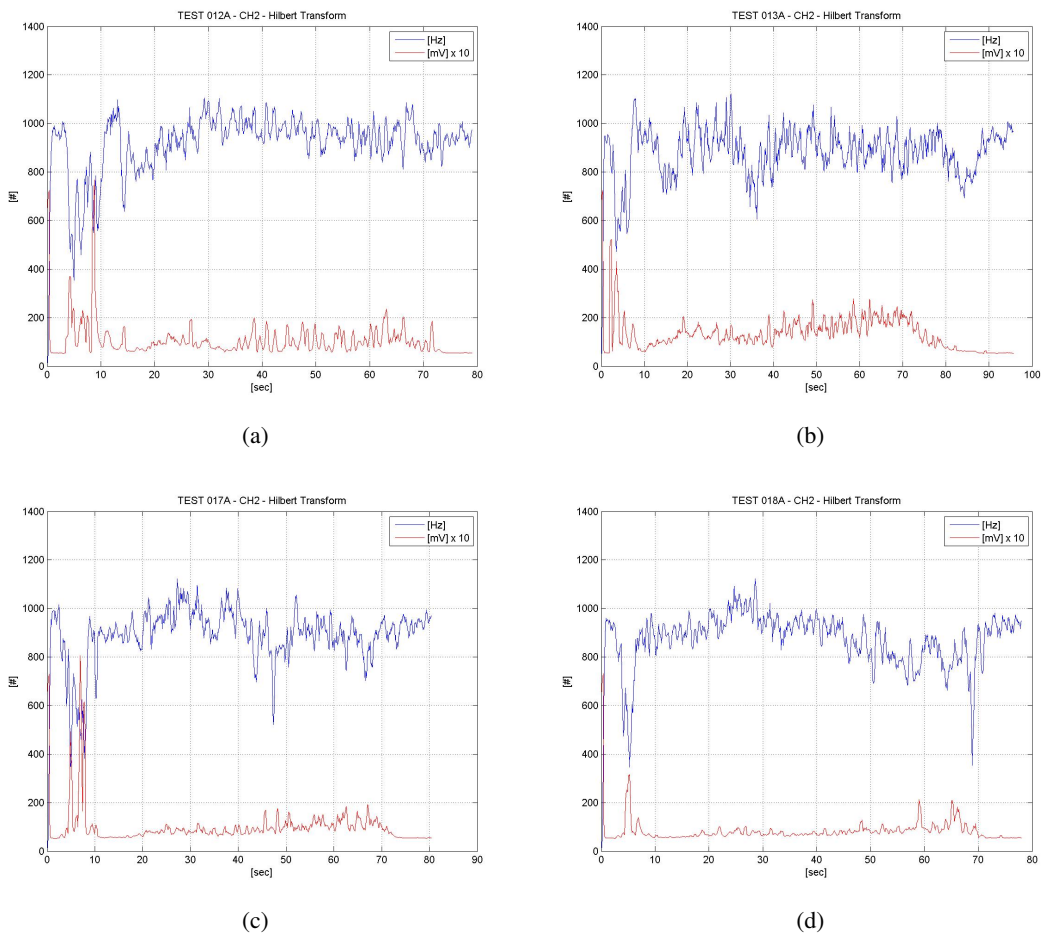 TEST 012A - CH2 - Hilbert Transform
1400
1200
1000
800
600
400
200
0
[#]
[Hz]
[mV] x 10
0 10 20 30 40 50 60 70 80
[sec]
(a)
TEST 013A - CH2 - Hilbert Transform
1400
1200
1000
800
600
400
200
0
[#]
[Hz]
[mV] x 10
0 10 20 30 40 50 60 70 80 90 100
[sec]
(b)
TEST 017A - CH2 - Hilbert Transform
1400
1200
1000
800
600
400
200
0
[#]
[Hz]
[mV] x 10
0 10 20 30 40 50 60 70 80 90
[sec]
(c)
TEST 018A - CH2 - Hilbert Transform
1400
1200
1000
800
600
400
200
0
[#]
[Hz]
[mV] x 10
0 10 20 30 40 50 60 70 80
[sec]
(d)